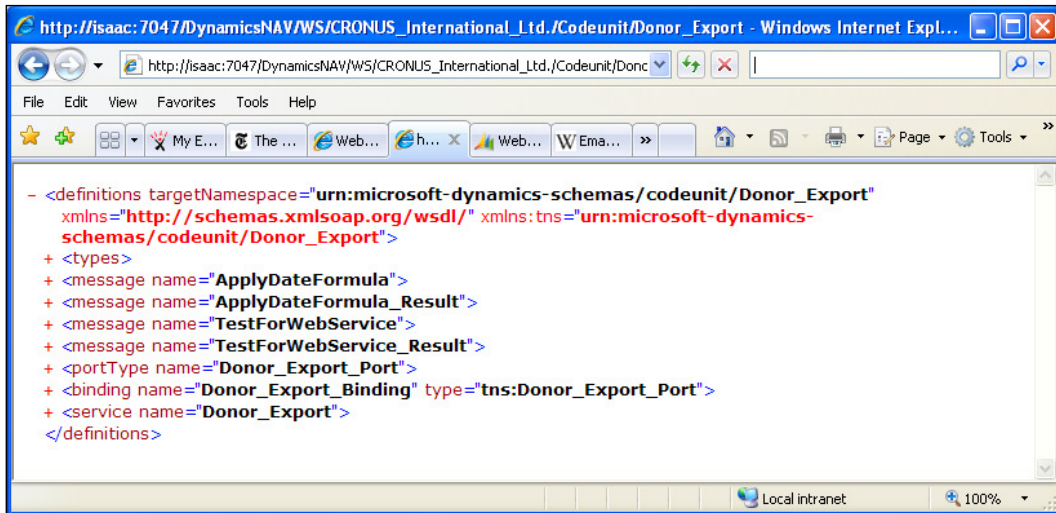 http://isaac:7047/DynamicsNAV/WS/CRONUS_International_Ltd./Codeunit/Donor_Export - Windows Internet Expl...
http://isaac:7047/DynamicsNAV/WS/CRONUS_International_Ltd./Codeunit/Donc
File Edit View Favorites Tools Help
My E... The ... Web... h... X Web... W Ema... » Page Tools »
- <definitions targetNamespace="urn:microsoft-dynamics-schemas/codeunit/Donor_Export"
xmlns="http://schemas.xmlsoap.org/wsdl/" xmlns:tns="urn:microsoft-dynamics-
schemas/codeunit/Donor_Export">
+ <types>
+ <message name="ApplyDateFormula">
+ <message name="ApplyDateFormula_Result">
+ <message name="TestForWebService">
+ <message name="TestForWebService_Result">
+ <portType name="Donor_Export_Port">
+ <binding name="Donor_Export_Binding" type="tns:Donor_Export_Port">
+ <service name="Donor_Export">
</definitions>
Local intranet 100%